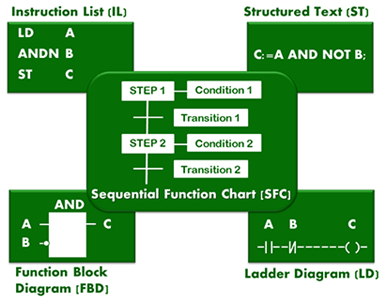 Instruction List (IL)
LD A
ANDN B
ST C
Structured Text (ST)
C:=A AND NOT B;
STEP 1
Condition 1
Transition 1
STEP 2
Condition 2
Transition 2
Sequential Function Chart (SFC)
AND
A
C
B
Function Block
Diagram (FBD)
A B C
Ladder Diagram (LD)